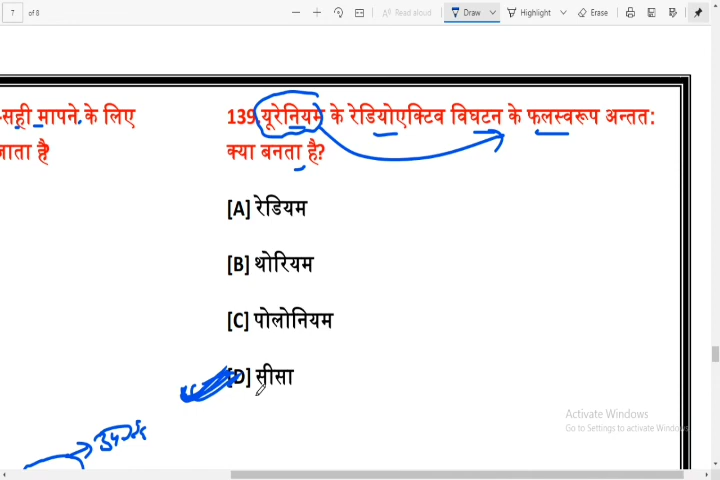 7 of 8 Read aloud Draw Highlight Erase
सही मापने के लिए
जाता है
139.यूरेनियम के रेडियोएक्टिव विघटन के फलस्वरूप अन्तत:
क्या बनता है?
[A] रेडियम
[B] थोरियम
[C] पोलोनियम
[D] सीसा
Activate Windows
Go to Settings to activate Windows.